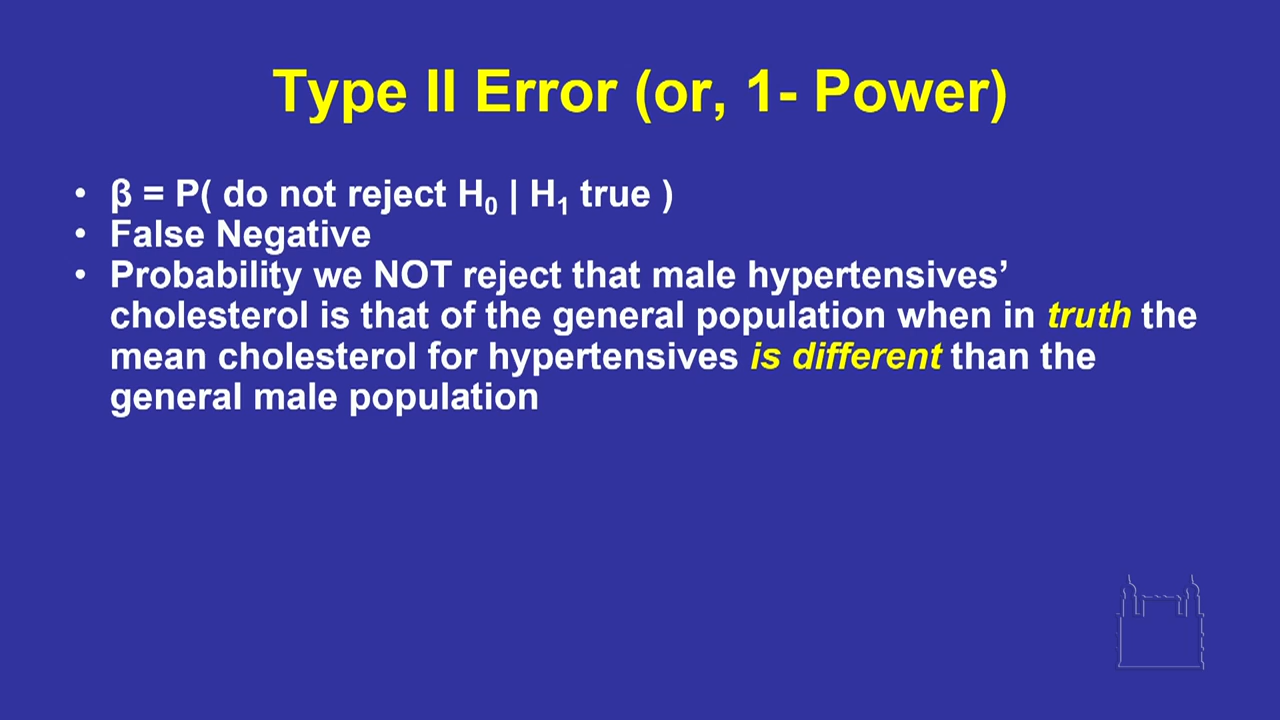 Type II Error (or, 1- Power)
• β = P( do not reject H₀ | H₁ true )
• False Negative
• Probability we NOT reject that male hypertensives’
cholesterol is that of the general population when in truth the
mean cholesterol for hypertensives is different than the
general male population